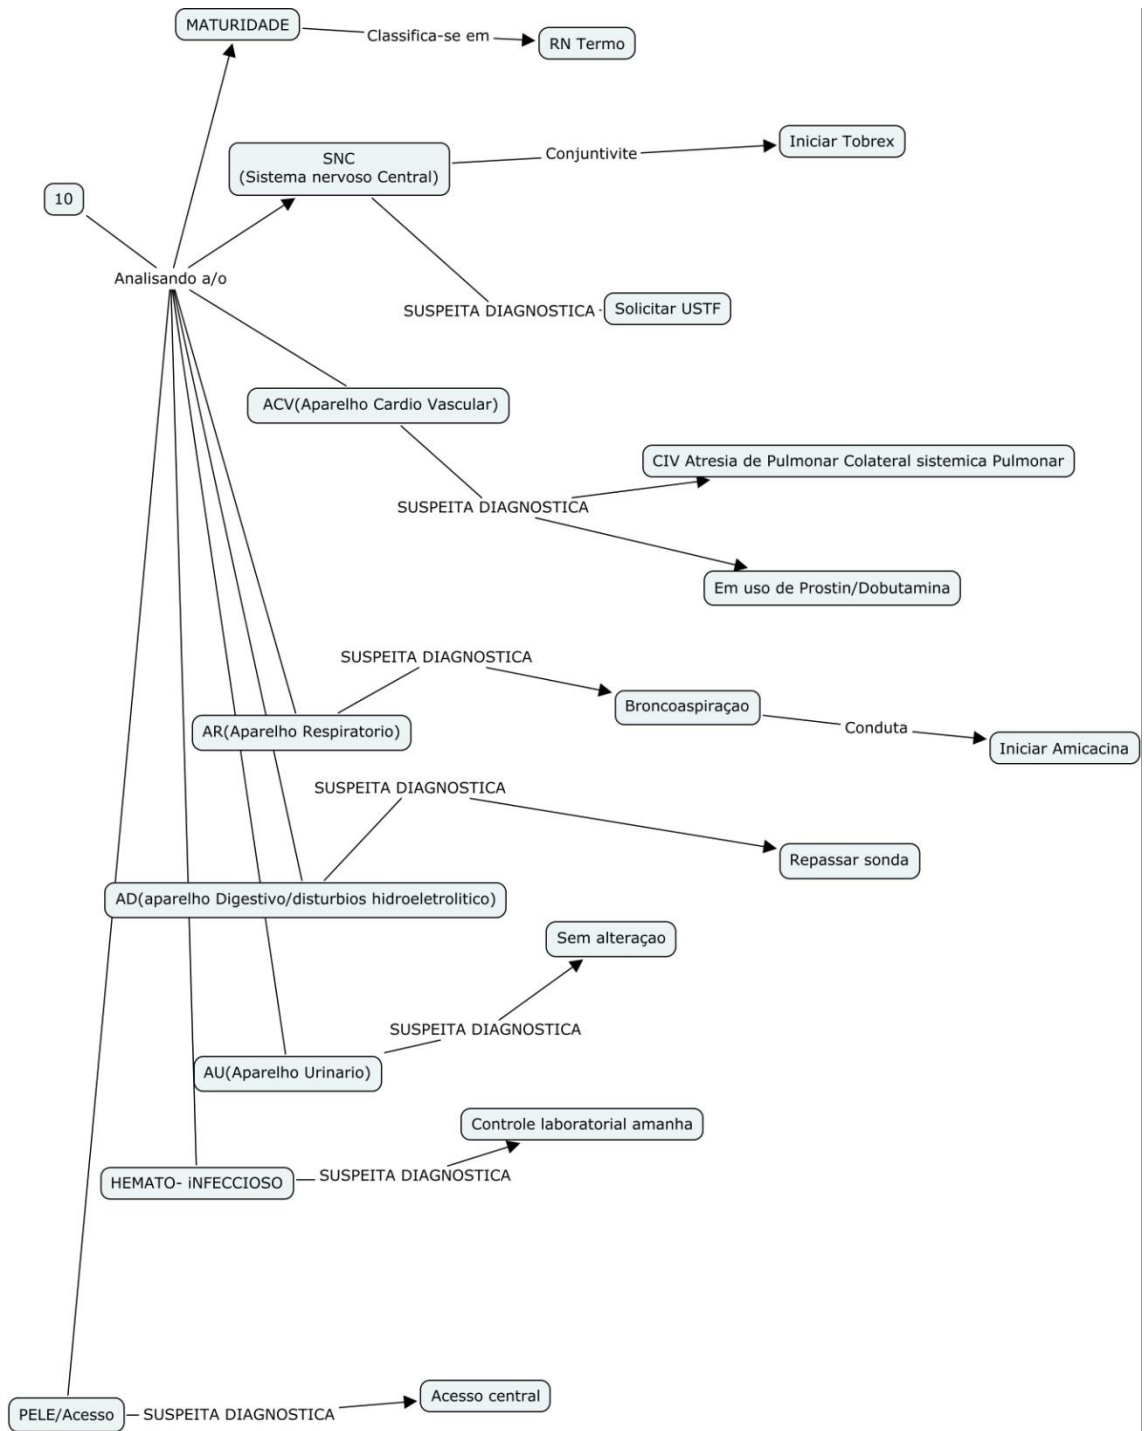 MATURIDADE
Classifica-se em
RN Termo
SNC
(Sistema nervoso Central)
Conjuntivite
Iniciar Tobrex
10
Analisando a/o
SUSPEITA DIAGNOSTICA
Solicitar USTF
ACV(Aparelho Cardio Vascular)
CIV Atresia de Pulmonar Colateral sistemica Pulmonar
SUSPEITA DIAGNOSTICA
Em uso de Prostin/Dobutamina
SUSPEITA DIAGNOSTICA
Broncoaspiraçao
AR(Aparelho Respiratorio)
Conduta
Iniciar Amicacina
SUSPEITA DIAGNOSTICA
Repassar sonda
AD(aparelho Digestivo/disturbios hidroeletrolitico)
Sem alteraçao
SUSPEITA DIAGNOSTICA
AU(Aparelho Urinario)
Controle laboratorial amanha
HEMATO- iNFECCIOSO
SUSPEITA DIAGNOSTICA
Acesso central
PELE/Acesso
SUSPEITA DIAGNOSTICA